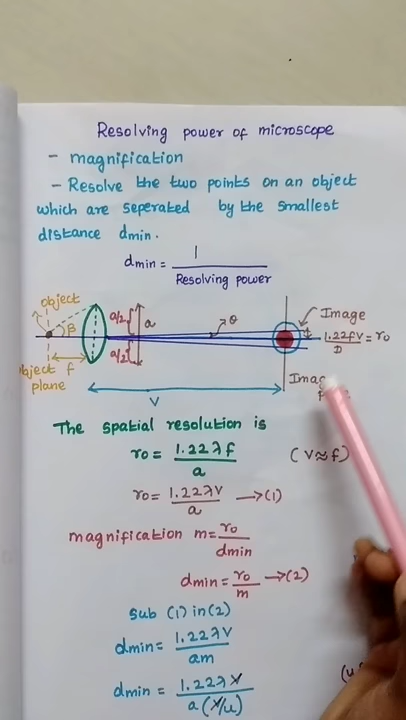 Resolving power of microscope
- magnification
- Resolve the two points on an object
which are seperated by the smallest
distance dmin.
dmin = 1 / Resolving power
object
β
a/2
a
θ
Image
1.22fV/D = r₀
a/2
object plane
f
V
The spatial resolution is
r₀ = 1.22λf/a (V≈f)
r₀ = 1.22λV/a →(1)
magnification m = r₀/dmin
dmin = r₀/m →(2)
sub (1) in (2)
dmin = 1.22λV/am
dmin = 1.22λV/a(V/u)